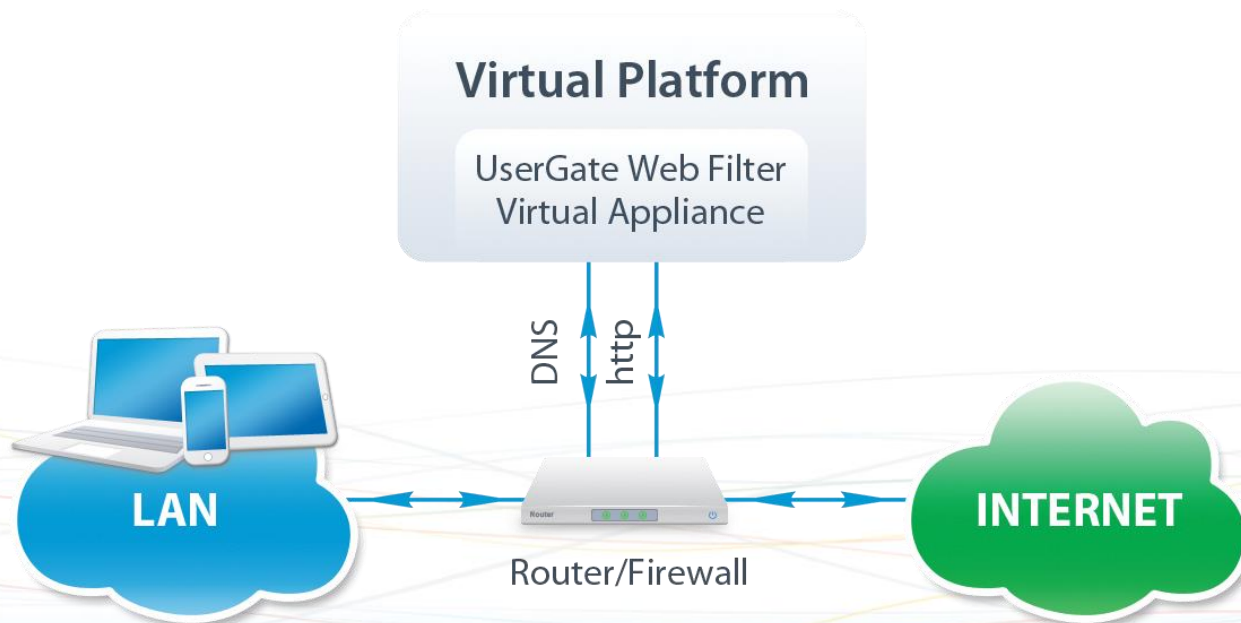 Virtual Platform
UserGate Web Filter
Virtual Appliance
DNS
http
LAN
Router
INTERNET
Router/Firewall